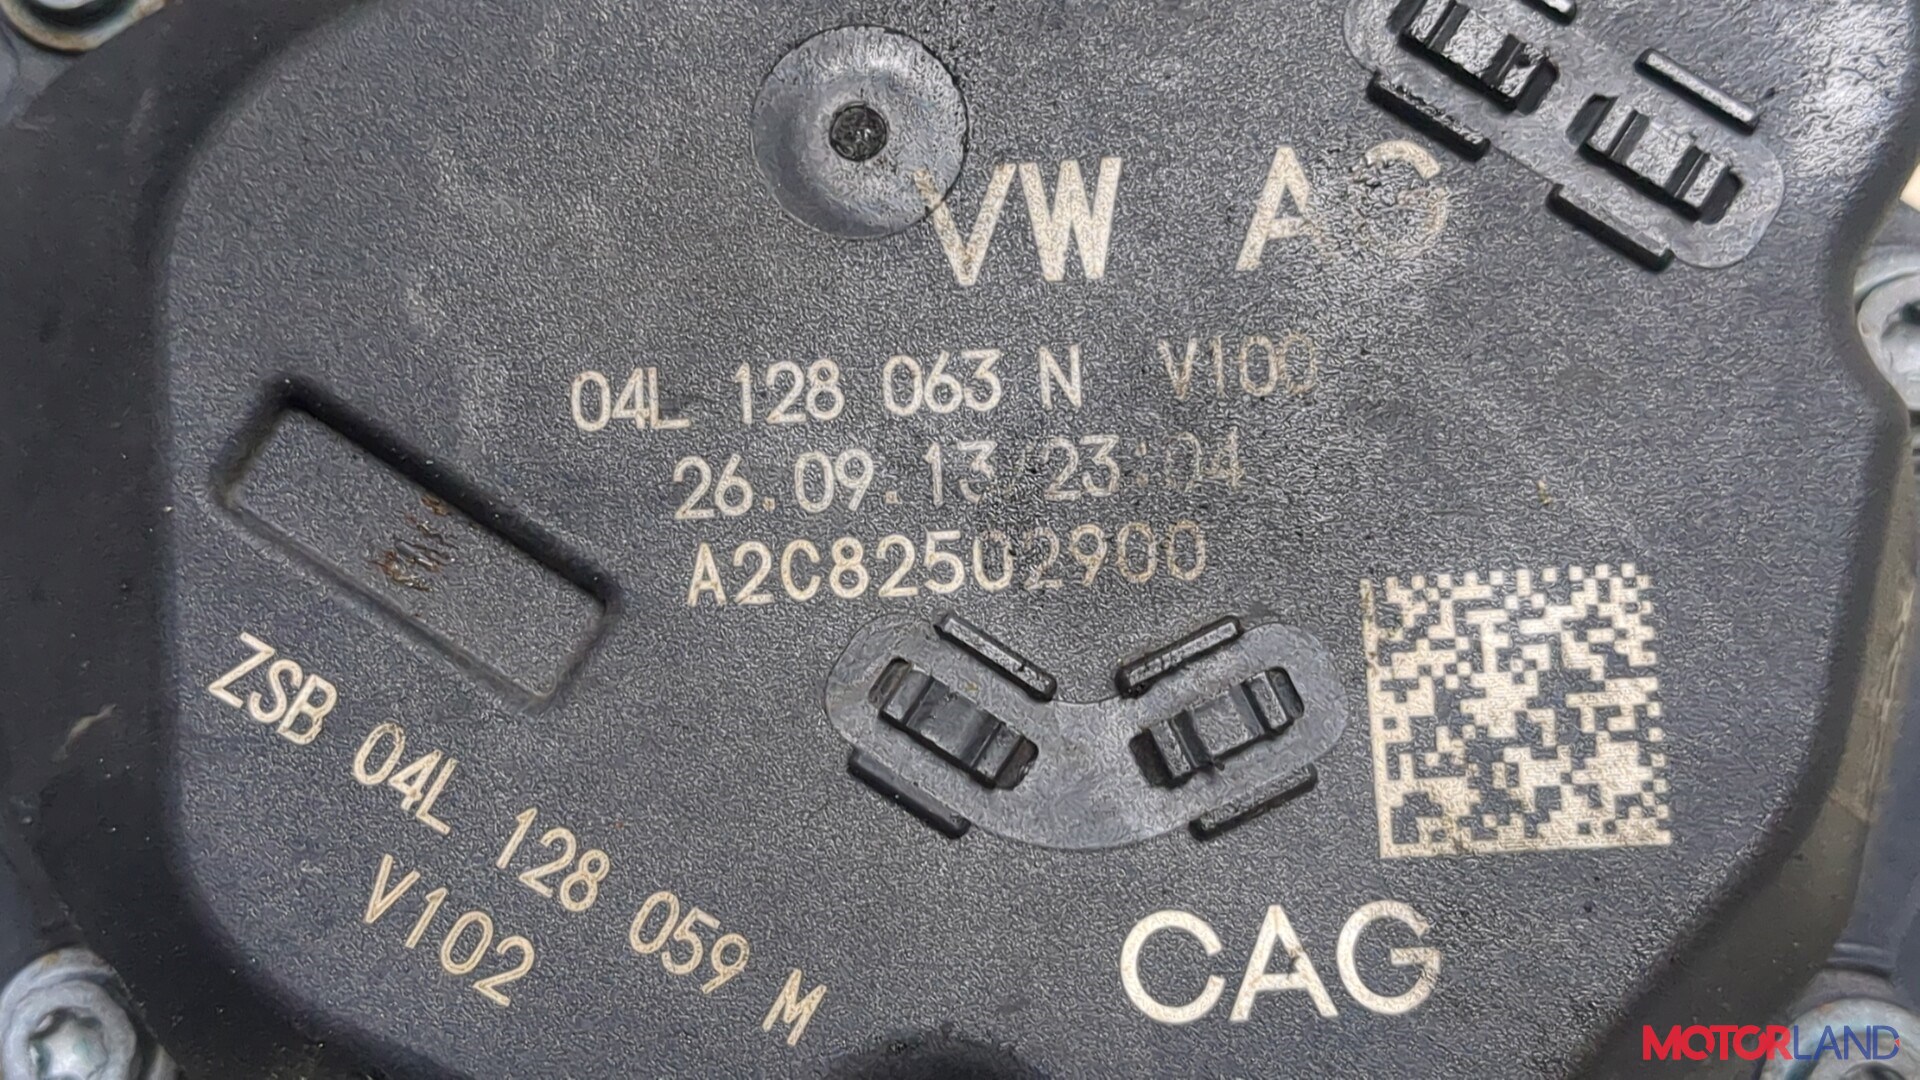 VW AG
04L 128 063 N V100
26.09.13 23:04
A2C82502900
ZSB 04L 128 059 M
V102
CAG
MOTORLAND